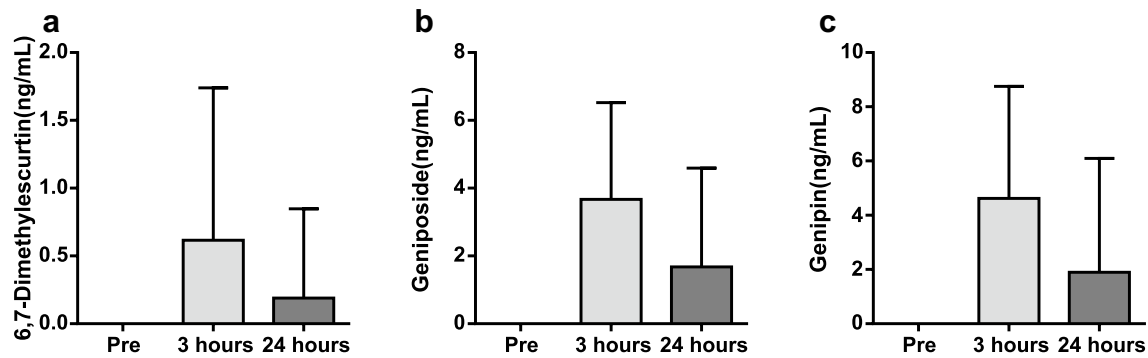 a
6,7-Dimethylescurtin(ng/mL)
2.0
1.5
1.0
0.5
0.0
Pre 3 hours 24 hours
b
Geniposide(ng/mL)
8
6
4
2
0
Pre 3 hours 24 hours
c
Genipin(ng/mL)
10
8
6
4
2
0
Pre 3 hours 24 hours